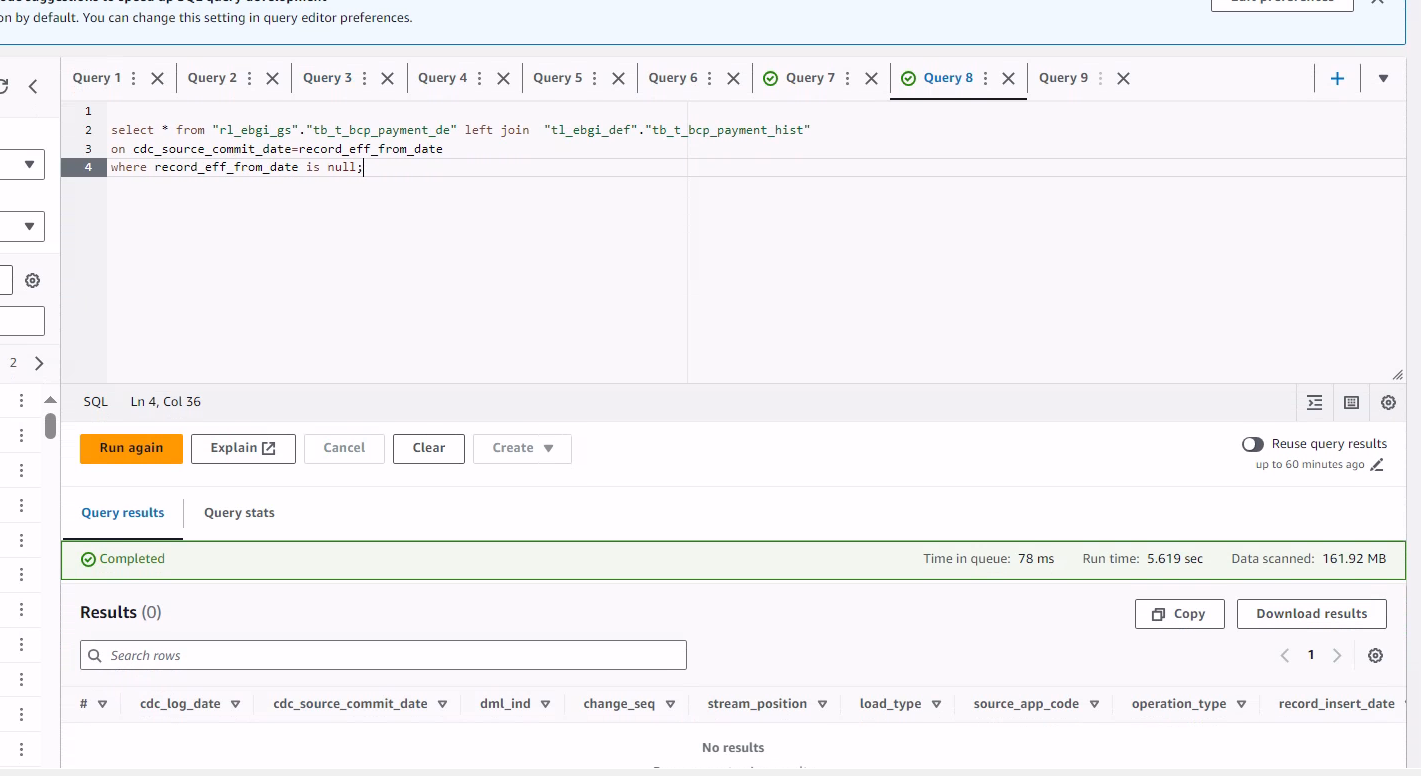 on by default. You can change this setting in query editor preferences.
Query 1 Query 2 Query 3 Query 4 Query 5 Query 6 Query 7 Query 8 Query 9
1
2 select * from "rl_ebgi_gs"."tb_t_bcp_payment_de" left join "tl_ebgi_def"."tb_t_bcp_payment_hist"
3 on cdc_source_commit_date=record_eff_from_date
4 where record_eff_from_date is null;
2
SQL Ln 4, Col 36
Run again Explain Cancel Clear Create
Reuse query results
up to 60 minutes ago
Query results Query stats
Completed Time in queue: 78 ms Run time: 5.619 sec Data scanned: 161.92 MB
Results (0) Copy Download results
Search rows 1
# cdc_log_date cdc_source_commit_date dml_ind change_seq stream_position load_type source_app_code operation_type record_insert_date
No results